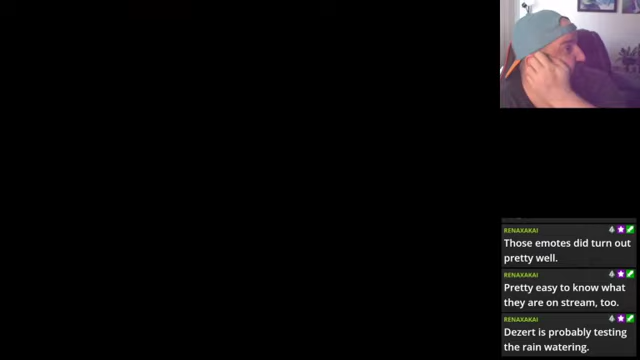 RENAXAKAI
Those emotes did turn out
pretty well.
RENAXAKAI
Pretty easy to know what
they are on stream, too.
RENAXAKAI
Dezert is probably testing
the rain watering.